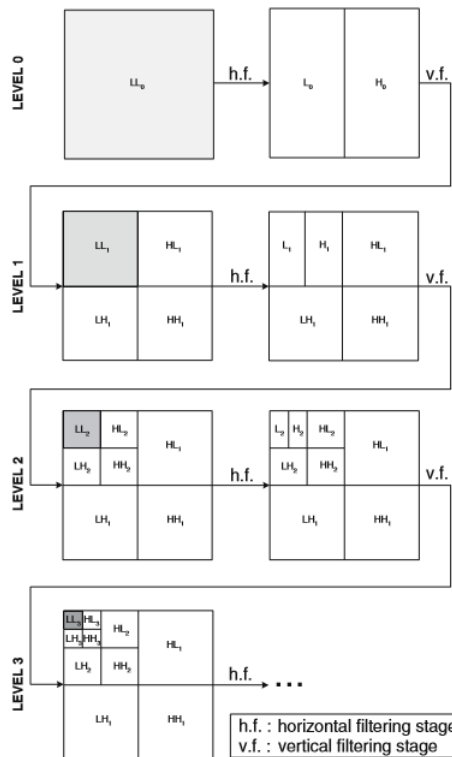 LEVEL 0
LL₀
h.f.
L₀ H₀
v.f.
LEVEL 1
LL₁ HL₁
LH₁ HH₁
h.f.
L₁ H₁ HL₁
LH₁ HH₁
v.f.
LEVEL 2
LL₂ HL₂ HL₁
LH₂ HH₂
LH₁ HH₁
h.f.
L₂ H₂ HL₂ HL₁
LH₂ HH₂
LH₁ HH₁
v.f.
LEVEL 3
LL₃ HL₃ HL₂ HL₁
LH₃ HH₃
LH₂ HH₂
LH₁ HH₁
h.f.
...
h.f. : horizontal filtering stage
v.f. : vertical filtering stage